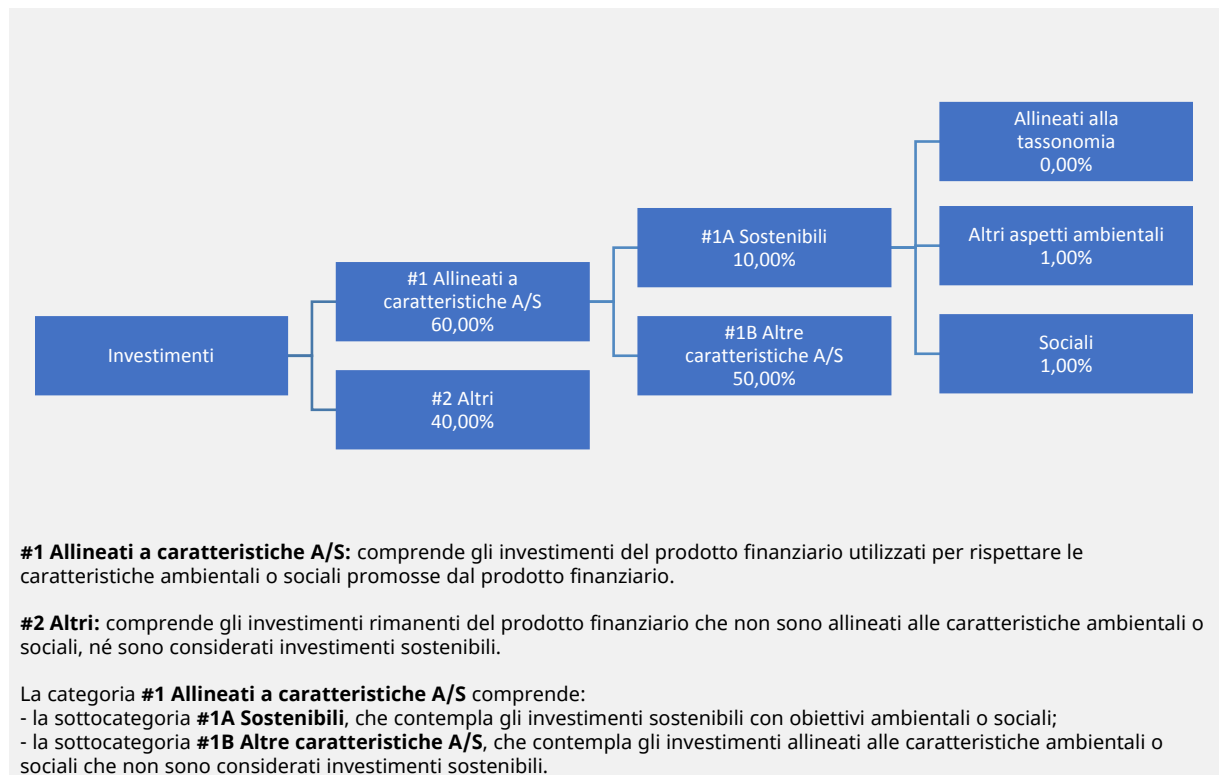 Investimenti
#1 Allineati a
caratteristiche A/S
60,00%
#2 Altri
40,00%
#1A Sostenibili
10,00%
#1B Altre
caratteristiche A/S
50,00%
Allineati alla
tassonomia
0,00%
Altri aspetti ambientali
1,00%
Sociali
1,00%
#1 Allineati a caratteristiche A/S: comprende gli investimenti del prodotto finanziario utilizzati per rispettare le
caratteristiche ambientali o sociali promosse dal prodotto finanziario.
#2 Altri: comprende gli investimenti rimanenti del prodotto finanziario che non sono allineati alle caratteristiche ambientali o
sociali, né sono considerati investimenti sostenibili.
La categoria #1 Allineati a caratteristiche A/S comprende:
- la sottocategoria #1A Sostenibili, che contempla gli investimenti sostenibili con obiettivi ambientali o sociali;
- la sottocategoria #1B Altre caratteristiche A/S, che contempla gli investimenti allineati alle caratteristiche ambientali o
sociali che non sono considerati investimenti sostenibili.